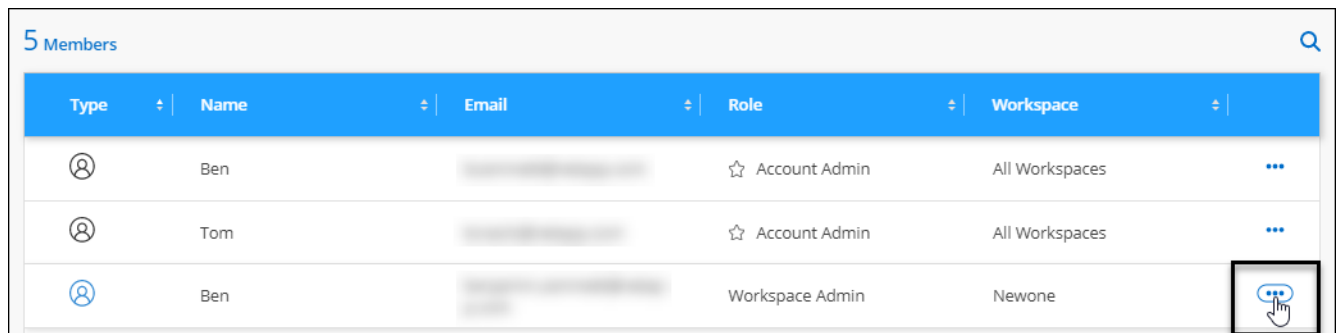 5 Members
Type Name Email Role Workspace
Ben Account Admin All Workspaces
Tom Account Admin All Workspaces
Ben Workspace Admin Newone